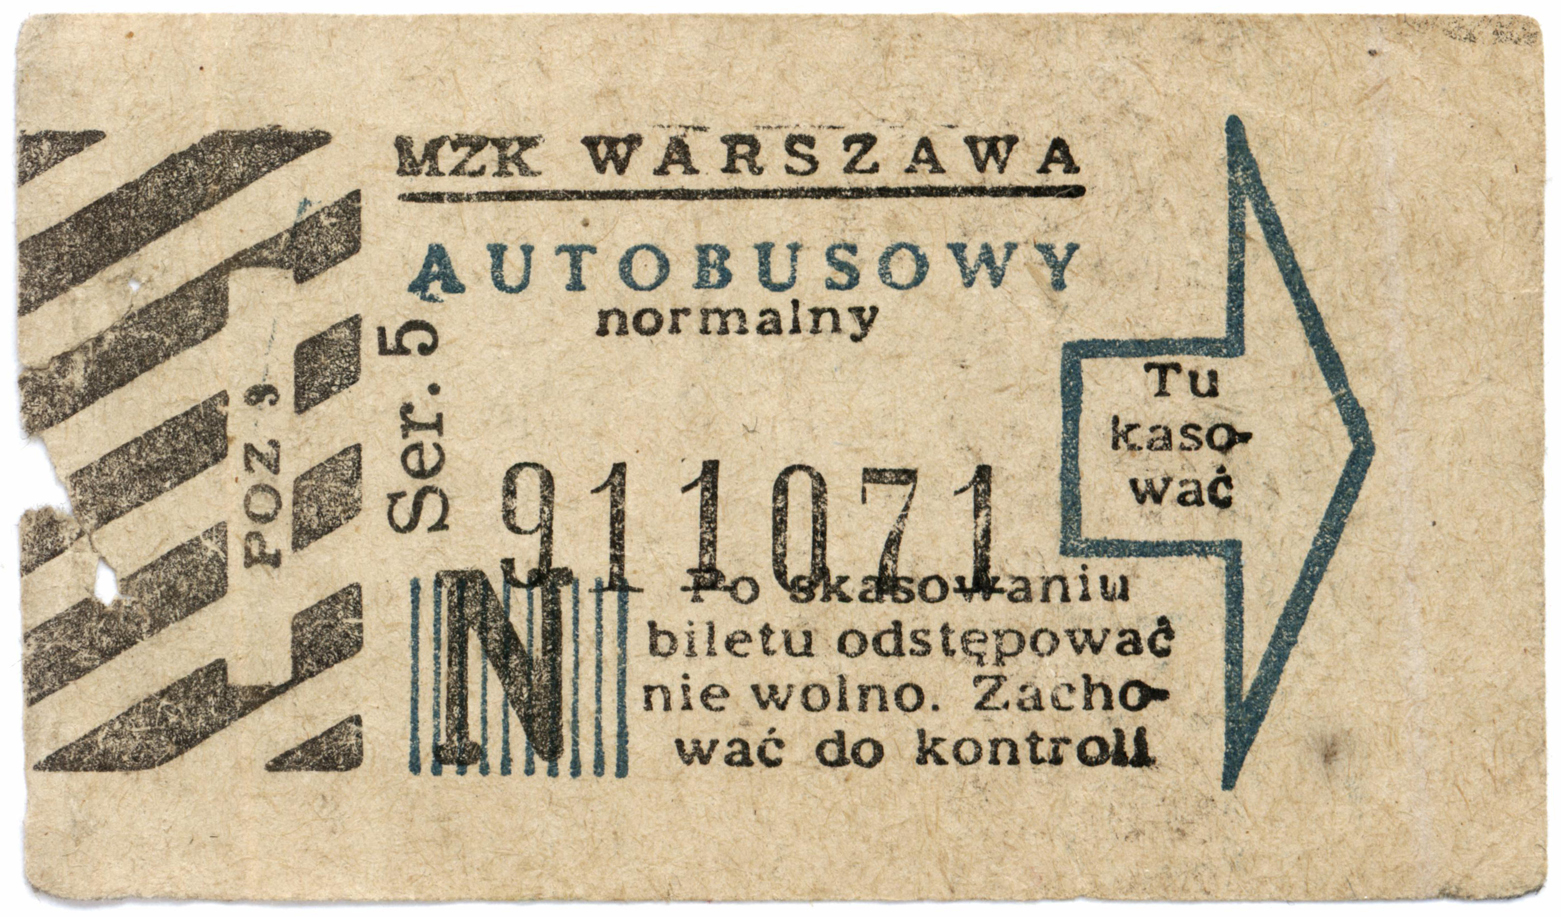 MZK WARSZAWA
AUTOBUSOWY
normalny
Ser. 5
POZ 9
911071
Tu
kaso-
wać
N
Po skasowaniu
biletu odstępować
nie wolno. Zacho-
wać do kontroli